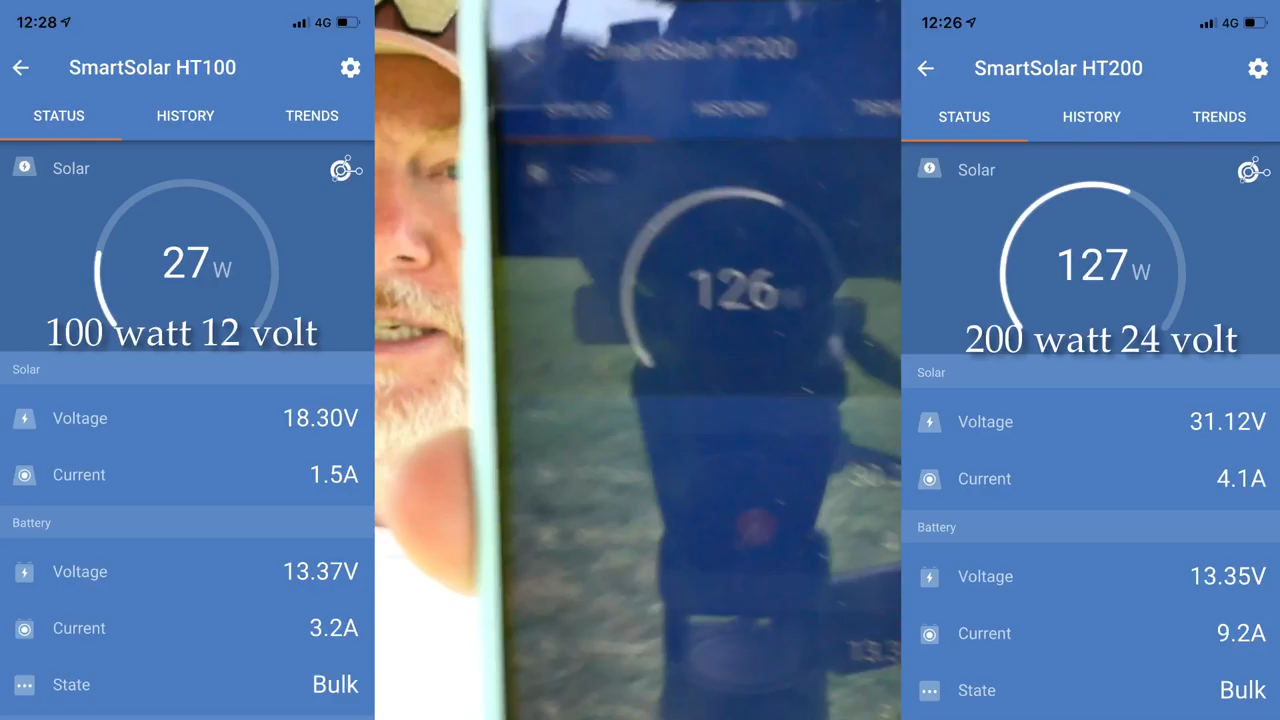 12:28
4G
SmartSolar HT100
STATUS HISTORY TRENDS
Solar
27 W
100 watt 12 volt
Solar
Voltage 18.30V
Current 1.5A
Battery
Voltage 13.37V
Current 3.2A
State Bulk
SmartSolar HT200
STATUS HISTORY
Solar
126
12:26
4G
SmartSolar HT200
STATUS HISTORY TRENDS
Solar
127 W
200 watt 24 volt
Solar
Voltage 31.12V
Current 4.1A
Battery
Voltage 13.35V
Current 9.2A
State Bulk